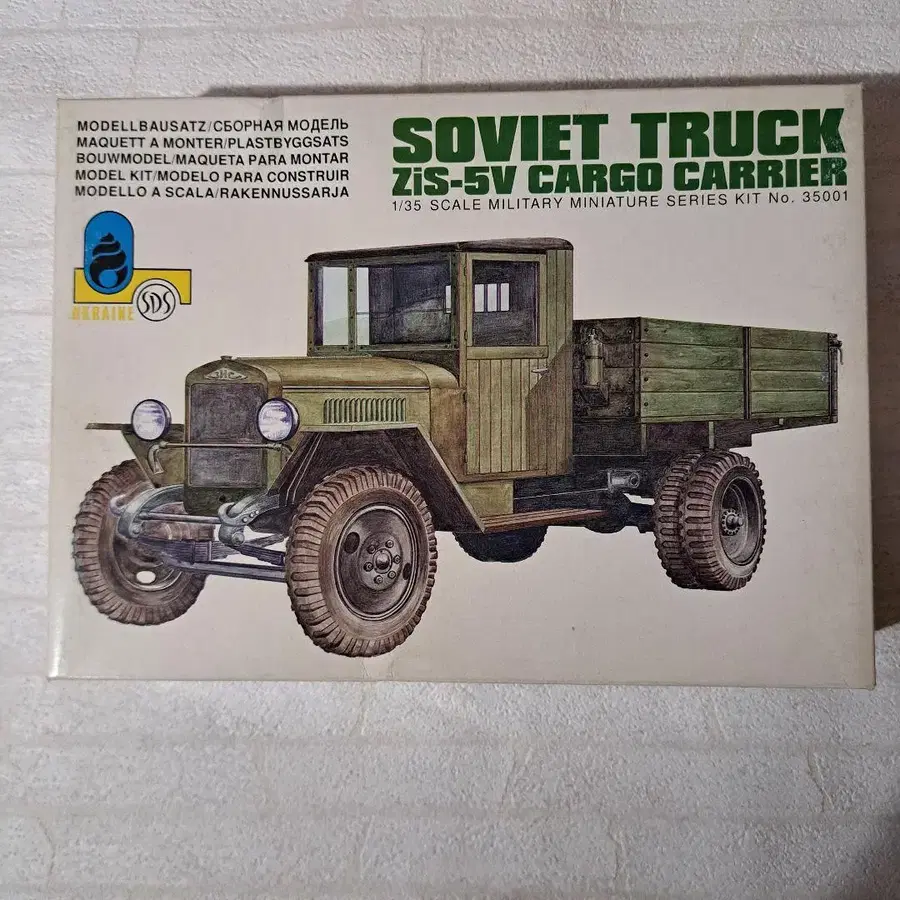 MODELLBAUSATZ/СБОРНАЯ МОДЕЛЬ
MAQUETT A MONTER/PLASTBYGGSATS
BOUWMODEL/MAQUETA PARA MONTAR
MODEL KIT/MODELO PARA CONSTRUIR
MODELLO A SCALA/RAKENNUSSARJA
SOVIET TRUCK
ZiS-5V CARGO CARRIER
1/35 SCALE MILITARY MINIATURE SERIES KIT No. 35001
UKRAINE
SDS